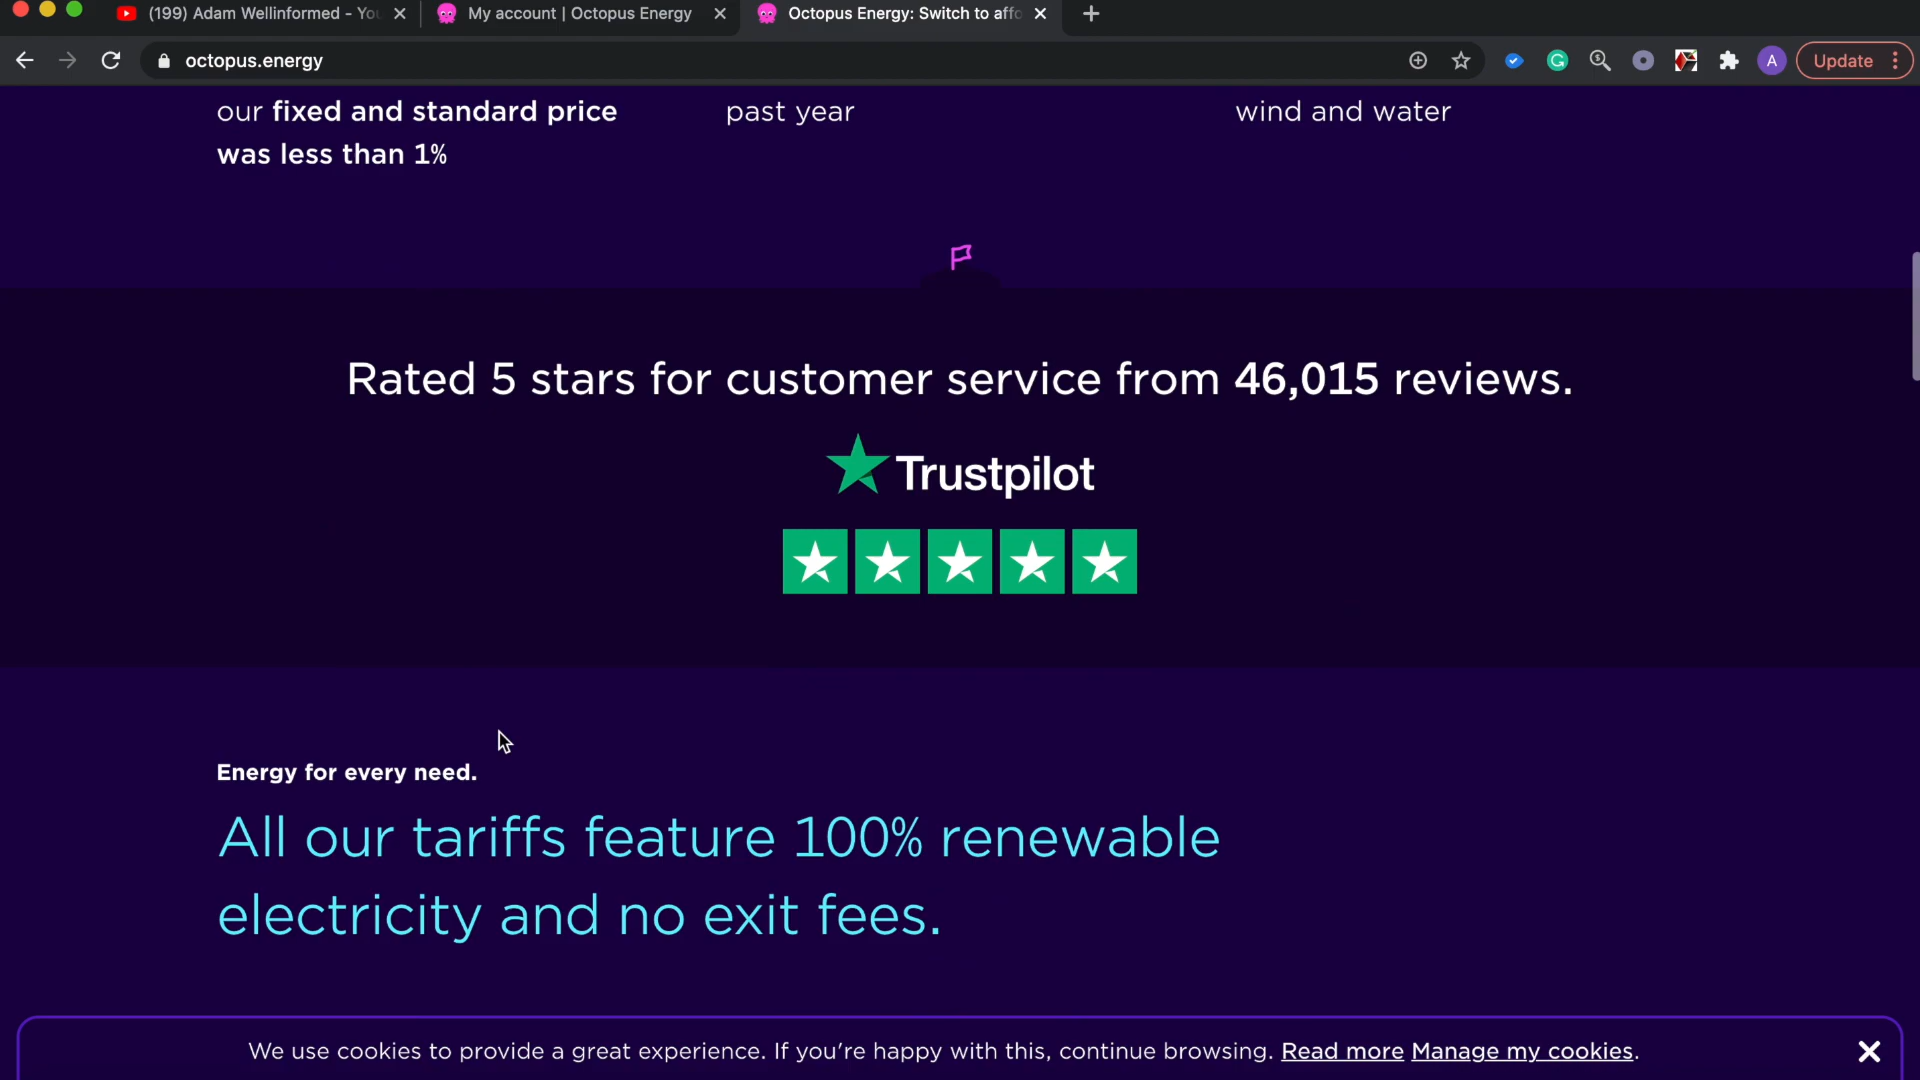 (199) Adam Wellinformed - You
My account | Octopus Energy
Octopus Energy: Switch to affo
octopus.energy
A
Update
our fixed and standard price
was less than 1%
past year
wind and water
Rated 5 stars for customer service from 46,015 reviews.
Trustpilot
Energy for every need.
All our tariffs feature 100% renewable
electricity and no exit fees.
We use cookies to provide a great experience. If you're happy with this, continue browsing. Read more Manage my cookies.